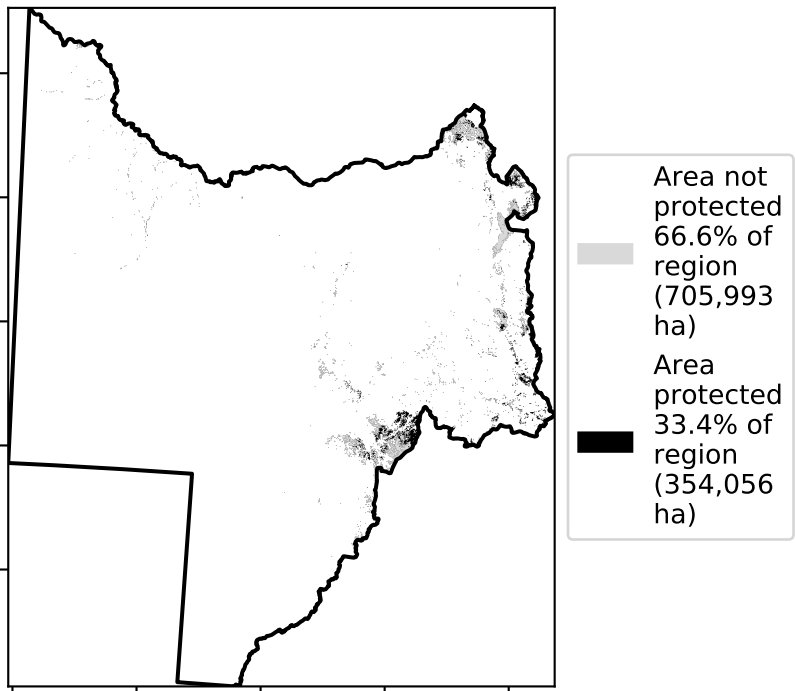 Area not
protected
66.6% of
region
(705,993
ha)
Area
protected
33.4% of
region
(354,056
ha)